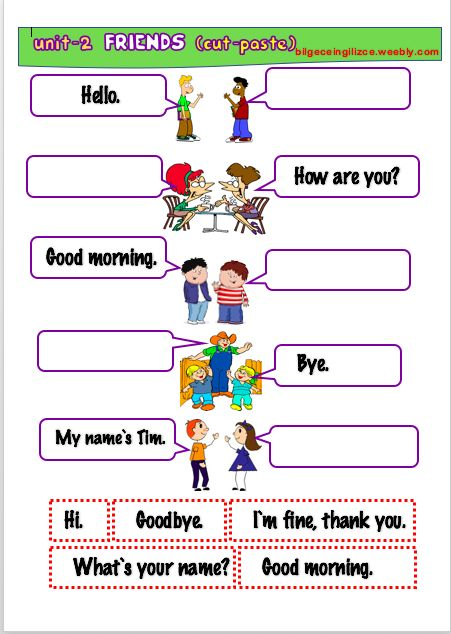 unit-2 FRIENDS (cut-paste)
bilgeceingilizce.weebly.com
Hello.
How are you?
Good morning.
Bye.
My name`s Tim.
Hi. Goodbye. I`m fine, thank you.
What`s your name? Good morning.